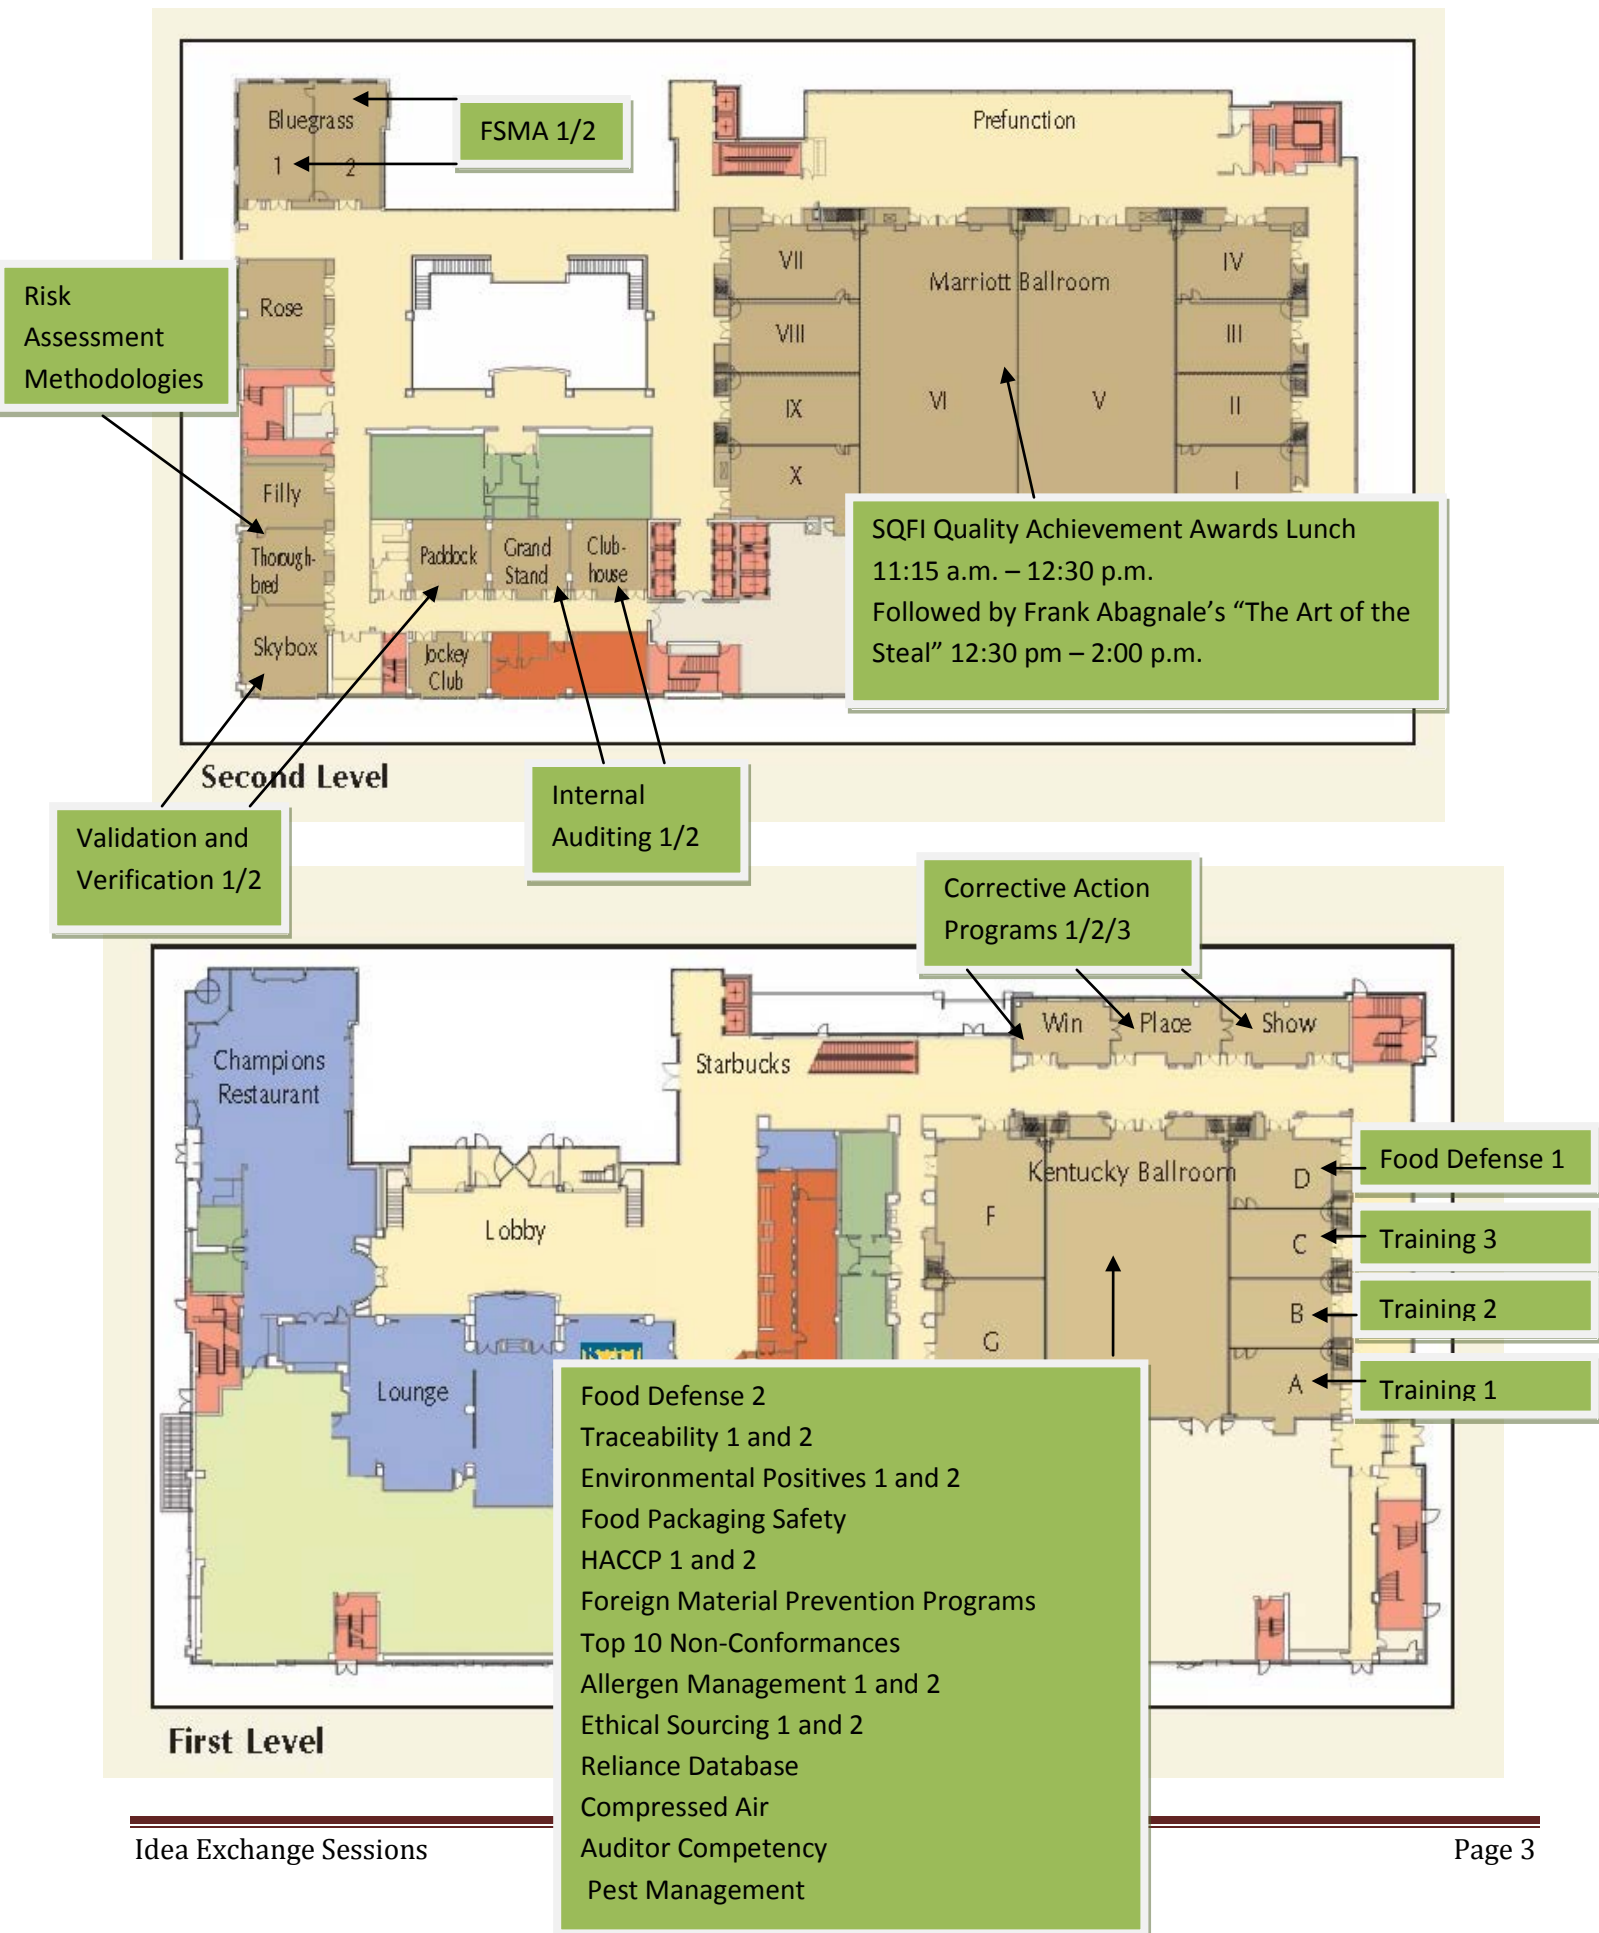 Bluegrass
1
2
FSMA 1/2
Prefunction
Risk
Assessment
Methodologies
Rose
VII
Marriott Ballroom
IV
VIII
III
IX
VI
V
II
X
I
Filly
Thorough-
bred
Skybox
Paddock
Grand
Stand
Club-
house
Jockey
Club
SQFI Quality Achievement Awards Lunch
11:15 a.m. – 12:30 p.m.
Followed by Frank Abagnale's "The Art of the
Steal" 12:30 pm – 2:00 p.m.
Second Level
Validation and
Verification 1/2
Internal
Auditing 1/2
Corrective Action
Programs 1/2/3
Win
Place
Show
Champions
Restaurant
Starbucks
Lobby
Lounge
Kentucky Ballroom
F
G
D
C
B
A
Food Defense 1
Training 3
Training 2
Training 1
Food Defense 2
Traceability 1 and 2
Environmental Positives 1 and 2
Food Packaging Safety
HACCP 1 and 2
Foreign Material Prevention Programs
Top 10 Non-Conformances
Allergen Management 1 and 2
Ethical Sourcing 1 and 2
Reliance Database
Compressed Air
Auditor Competency
Pest Management
First Level
Idea Exchange Sessions
Page 3